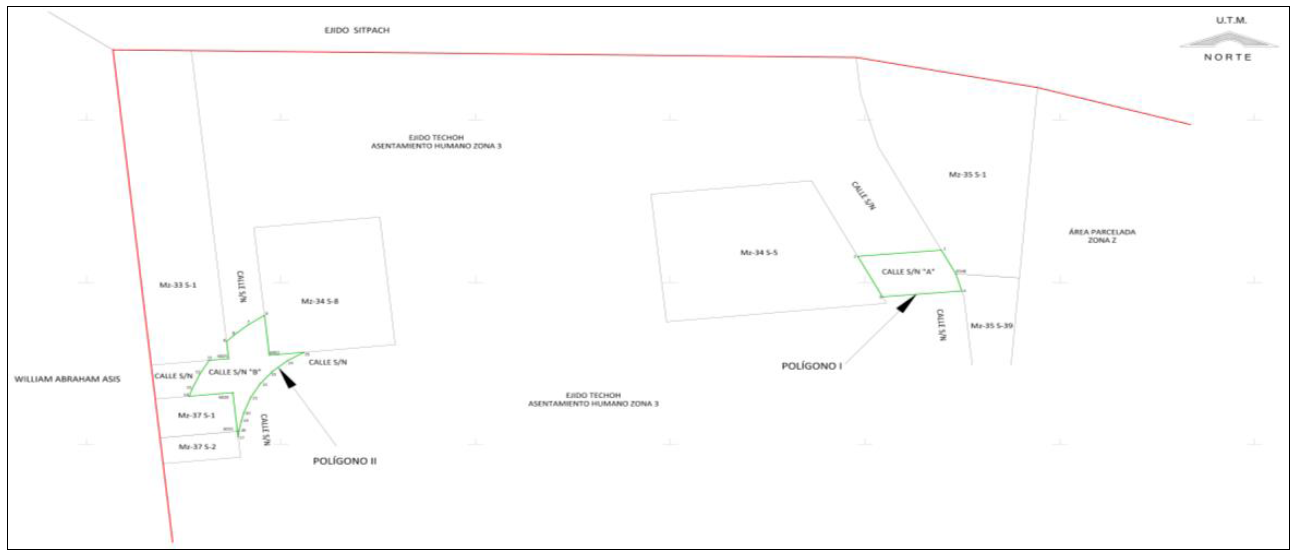 U.T.M.
NORTE
EJIDO SITPACH
EJIDO TECHOH
ASENTAMIENTO HUMANO ZONA 3
Mz-35 S-1
CALLE S/N
ÁREA PARCELADA
ZONA 2
Mz-34 S-5
CALLE S/N "A"
Mz-33 S-1
CALLE S/N
Mz-34 S-8
CALLE S/N
Mz-35 S-39
CALLE S/N
POLÍGONO I
WILLIAM ABRAHAM ASIS
CALLE S/N
CALLE S/N "B"
EJIDO TECHOH
ASENTAMIENTO HUMANO ZONA 3
Mz-37 S-1
CALLE S/N
Mz-37 S-2
POLÍGONO II